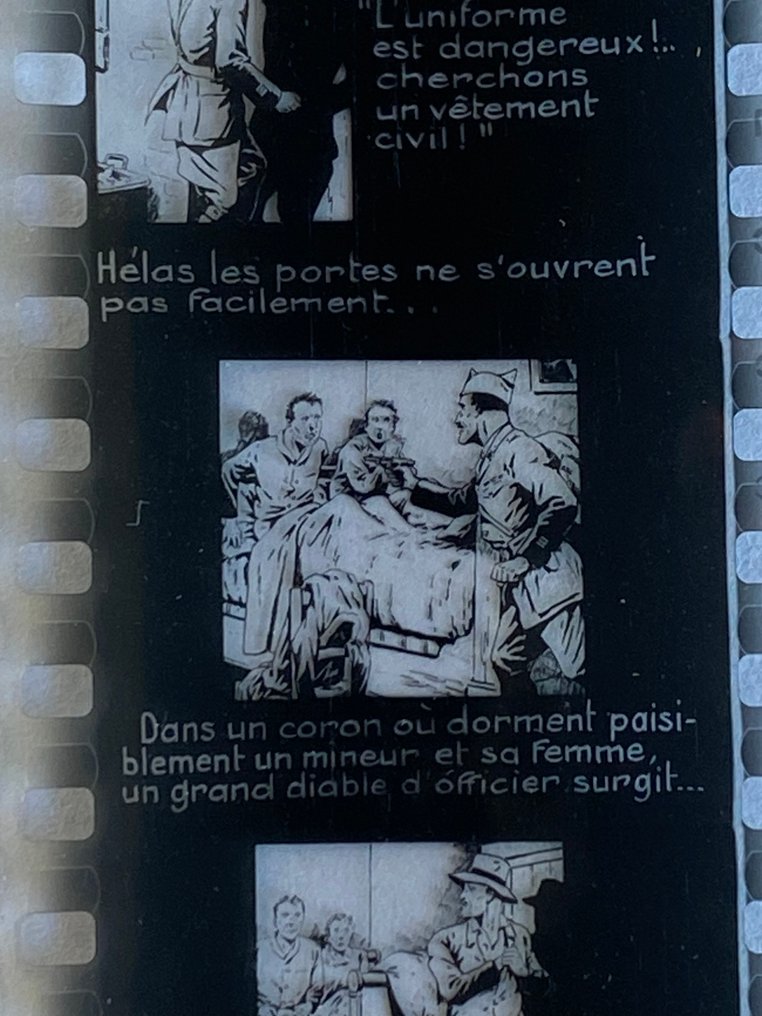 "L'uniforme
est dangereux!..
cherchons
un vêtement
civil!"
Hélas les portes ne s'ouvrent
pas facilement...
Dans un coron où dorment paisi-
blement un mineur et sa femme,
un grand diable d'officier surgit...